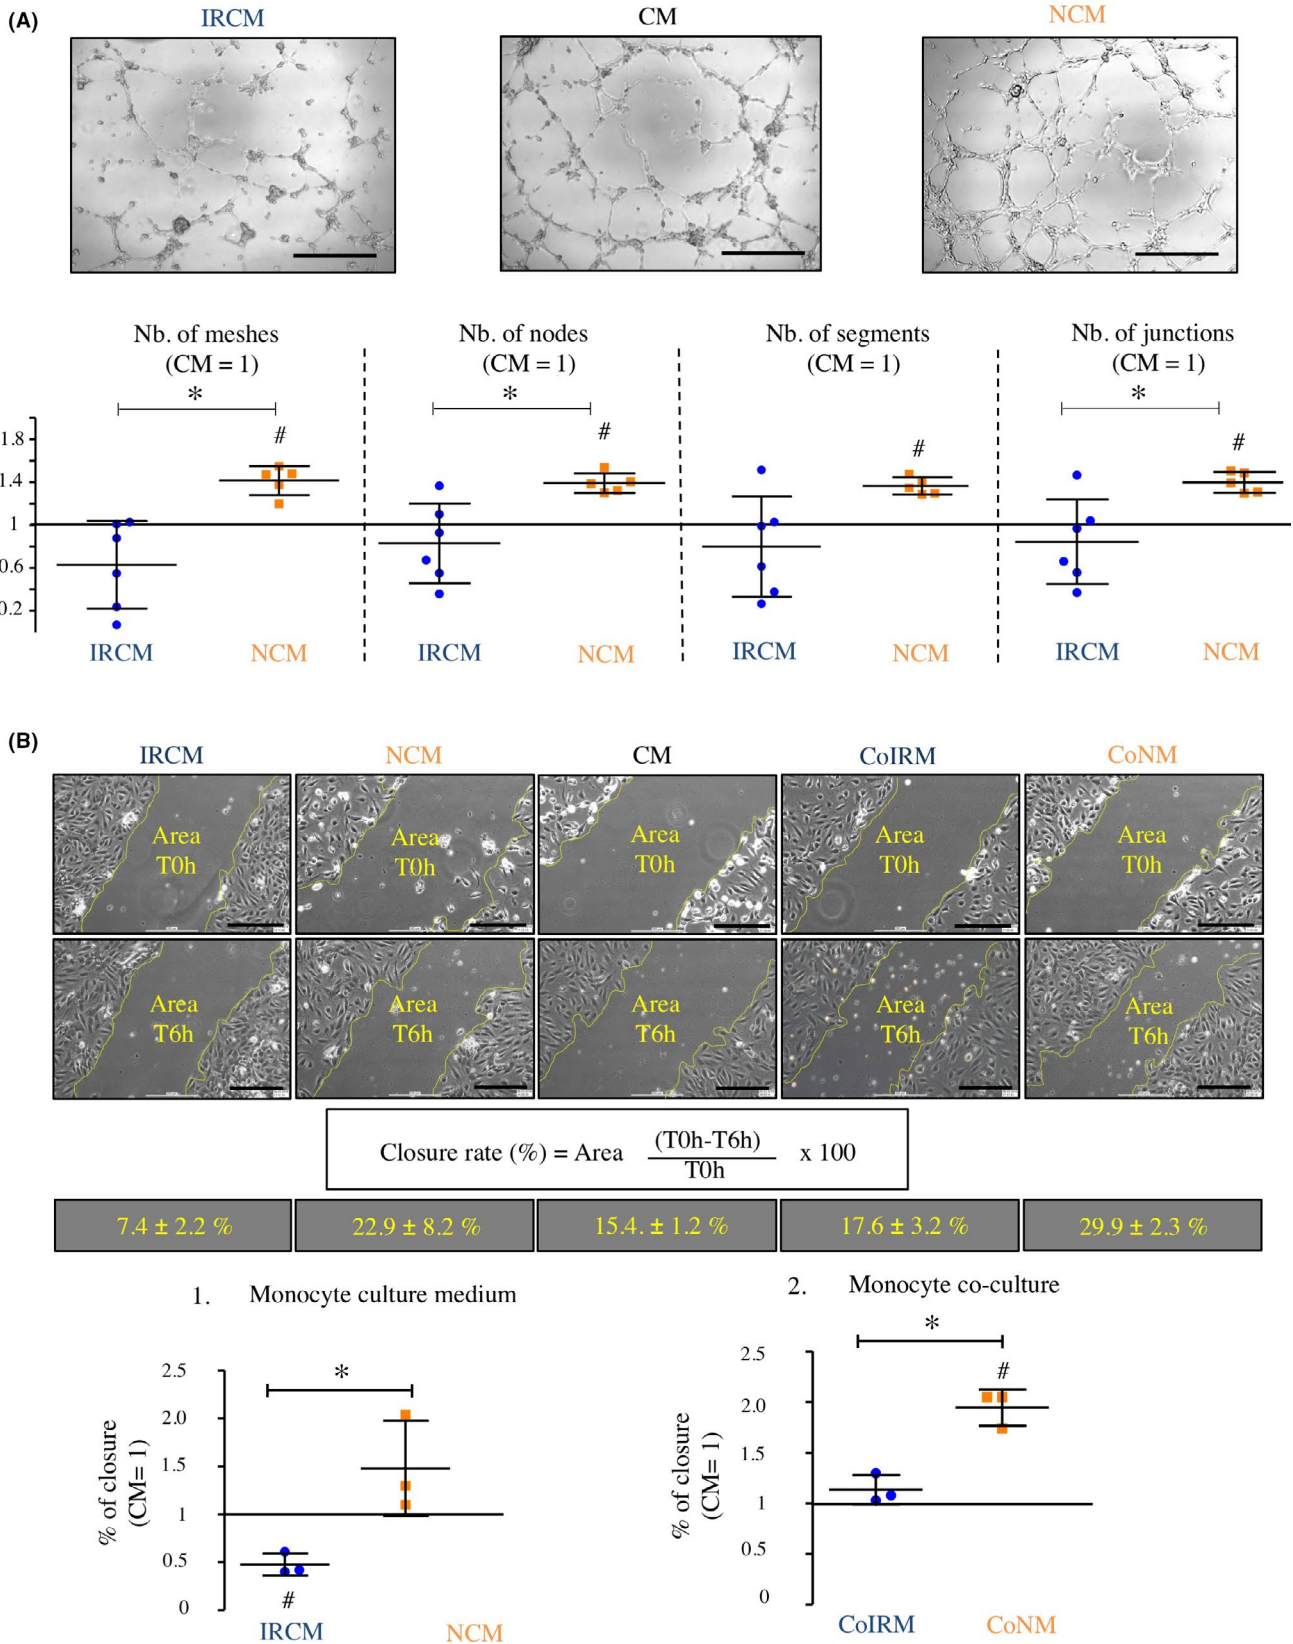 (A)
IRCM
CM
NCM
Nb. of meshes
(CM = 1)
Nb. of nodes
(CM = 1)
Nb. of segments
(CM = 1)
Nb. of junctions
(CM = 1)
*
*
*
#
#
#
#
1.8
1.4
1
0.6
0.2
IRCM
NCM
IRCM
NCM
IRCM
NCM
IRCM
NCM
(B)
IRCM
NCM
CM
CoIRM
CoNM
Area
T0h
Area
T0h
Area
T0h
Area
T0h
Area
T0h
Area
T6h
Area
T6h
Area
T6h
Area
T6h
Area
T6h
Closure rate (%) = Area (T0h-T6h) x 100
T0h
7.4 ± 2.2 %
22.9 ± 8.2 %
15.4. ± 1.2 %
17.6 ± 3.2 %
29.9 ± 2.3 %
1. Monocyte culture medium
*
% of closure
(CM= 1)
2.5
2.0
1.5
1
0.5
0
#
IRCM
NCM
2. Monocyte co-culture
*
#
% of closure
(CM= 1)
2.5
2.0
1.5
1
0.5
0
CoIRM
CoNM